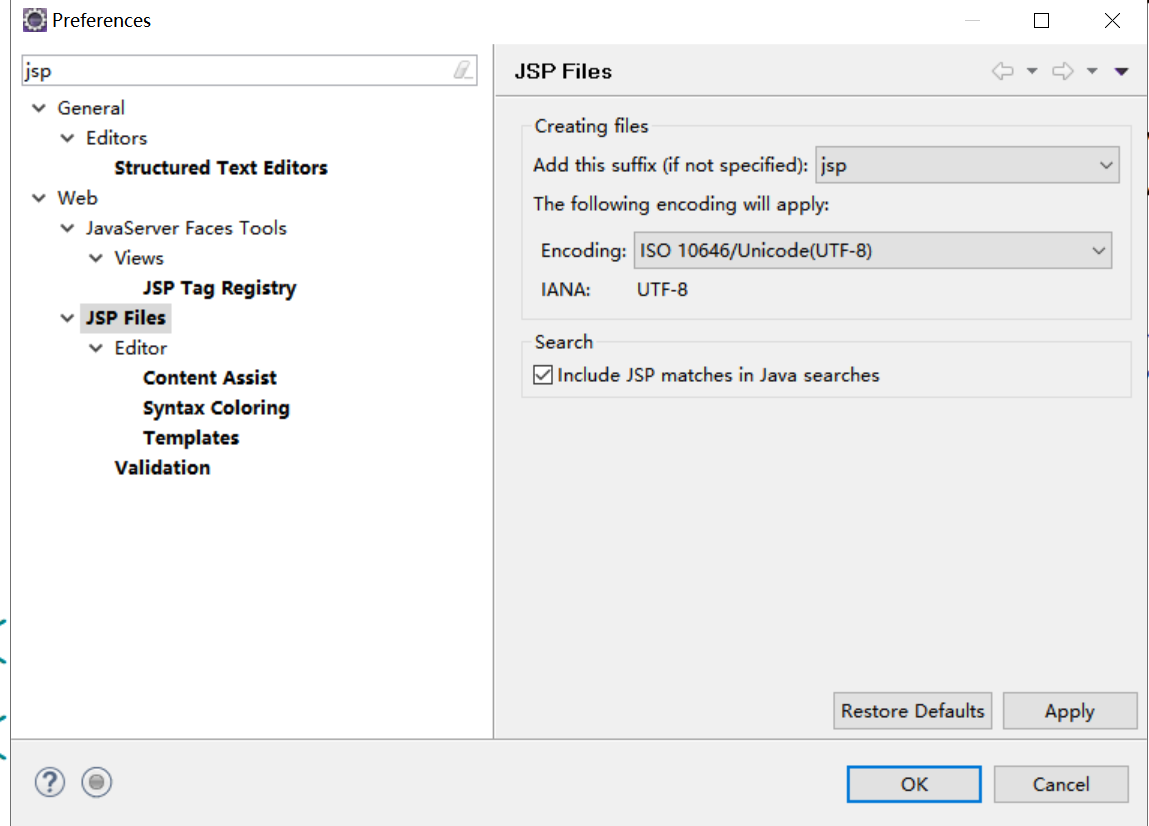 Preferences
jsp
General
Editors
Structured Text Editors
Web
JavaServer Faces Tools
Views
JSP Tag Registry
JSP Files
Editor
Content Assist
Syntax Coloring
Templates
Validation
JSP Files
Creating files
Add this suffix (if not specified): jsp
The following encoding will apply:
Encoding: ISO 10646/Unicode(UTF-8)
IANA: UTF-8
Search
Include JSP matches in Java searches
Restore Defaults Apply
? OK Cancel